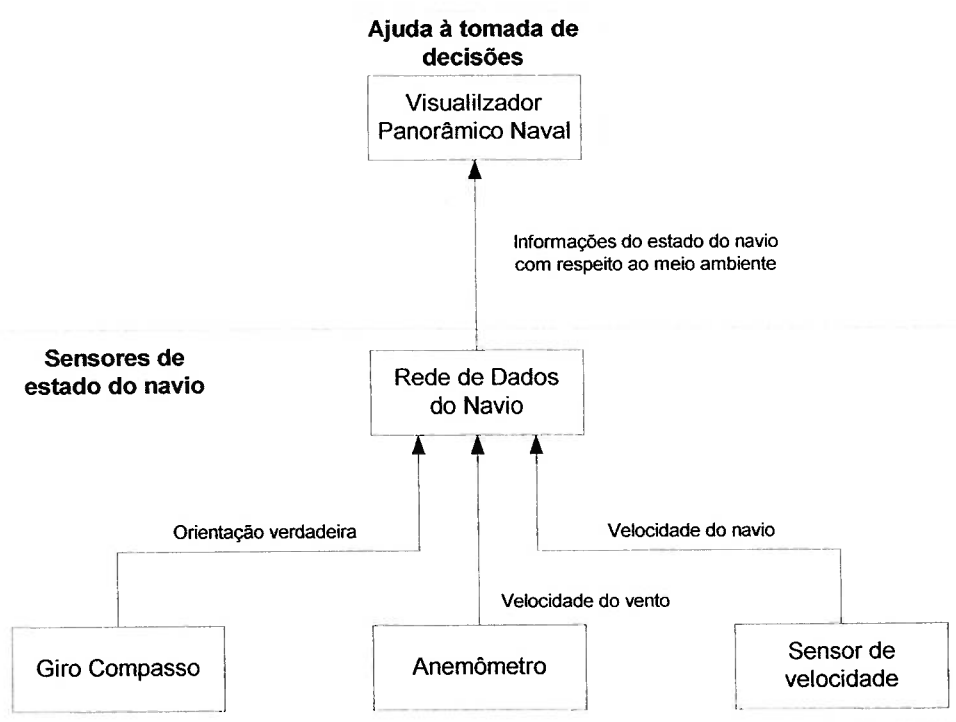 Ajuda à tomada de
decisões
Visualilzador
Panorâmico Naval
Informações do estado do navio
com respeito ao meio ambiente
Sensores de
estado do navio
Rede de Dados
do Navio
Orientação verdadeira
Velocidade do navio
Velocidade do vento
Giro Compasso
Anemômetro
Sensor de
velocidade